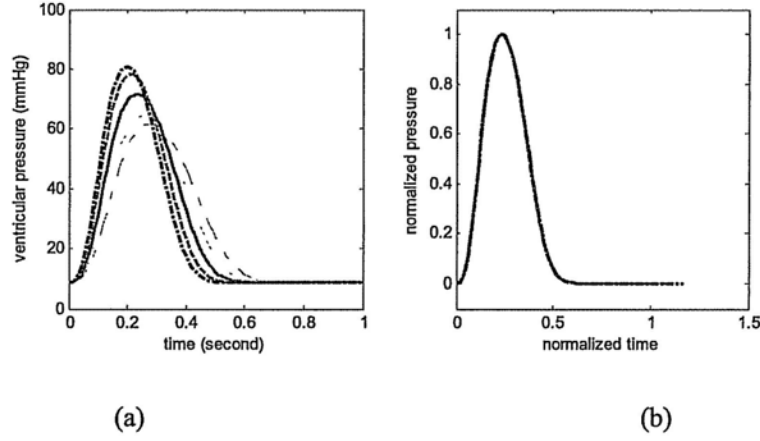 100
80
60
40
20
0
ventricular pressure (mmHg)
0 0.2 0.4 0.6 0.8 1
time (second)
(a)
1
0.8
0.6
0.4
0.2
0
normalized pressure
0 0.5 1 1.5
normalized time
(b)